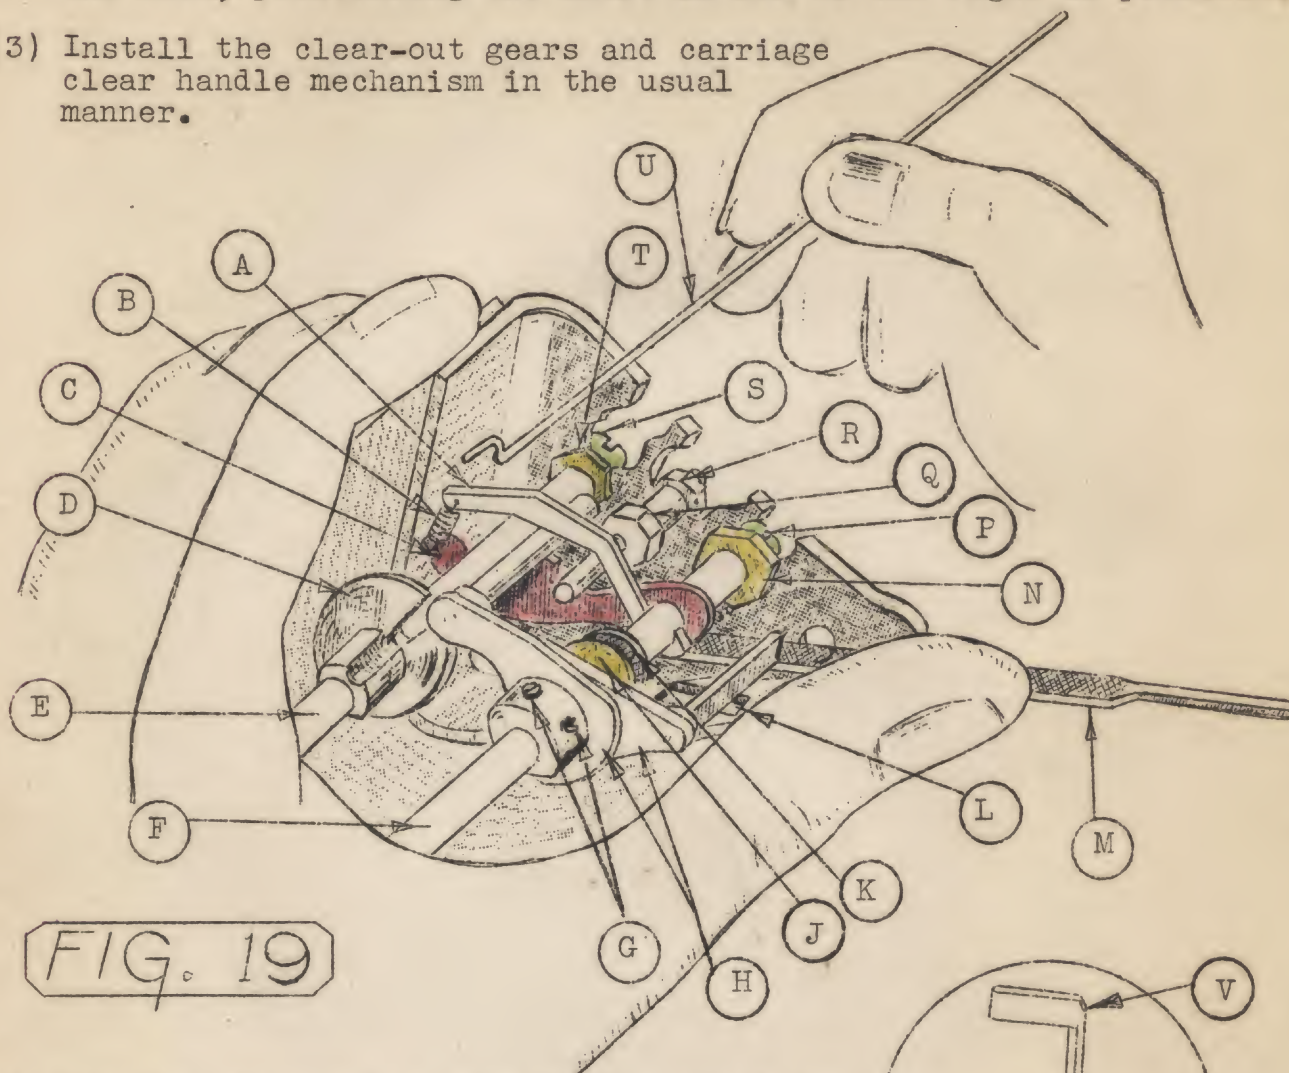 3) Install the clear-out gears and carriage
clear handle mechanism in the usual
manner.
U
T
A
B
S
C
R
Q
D
P
N
E
L
F
M
K
J
G
H
FIG. 19
V